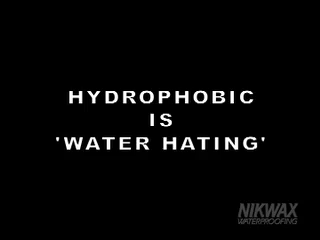 HYDROPHOBIC
IS
'WATER HATING'
NIKWAX
WATERPROOFING